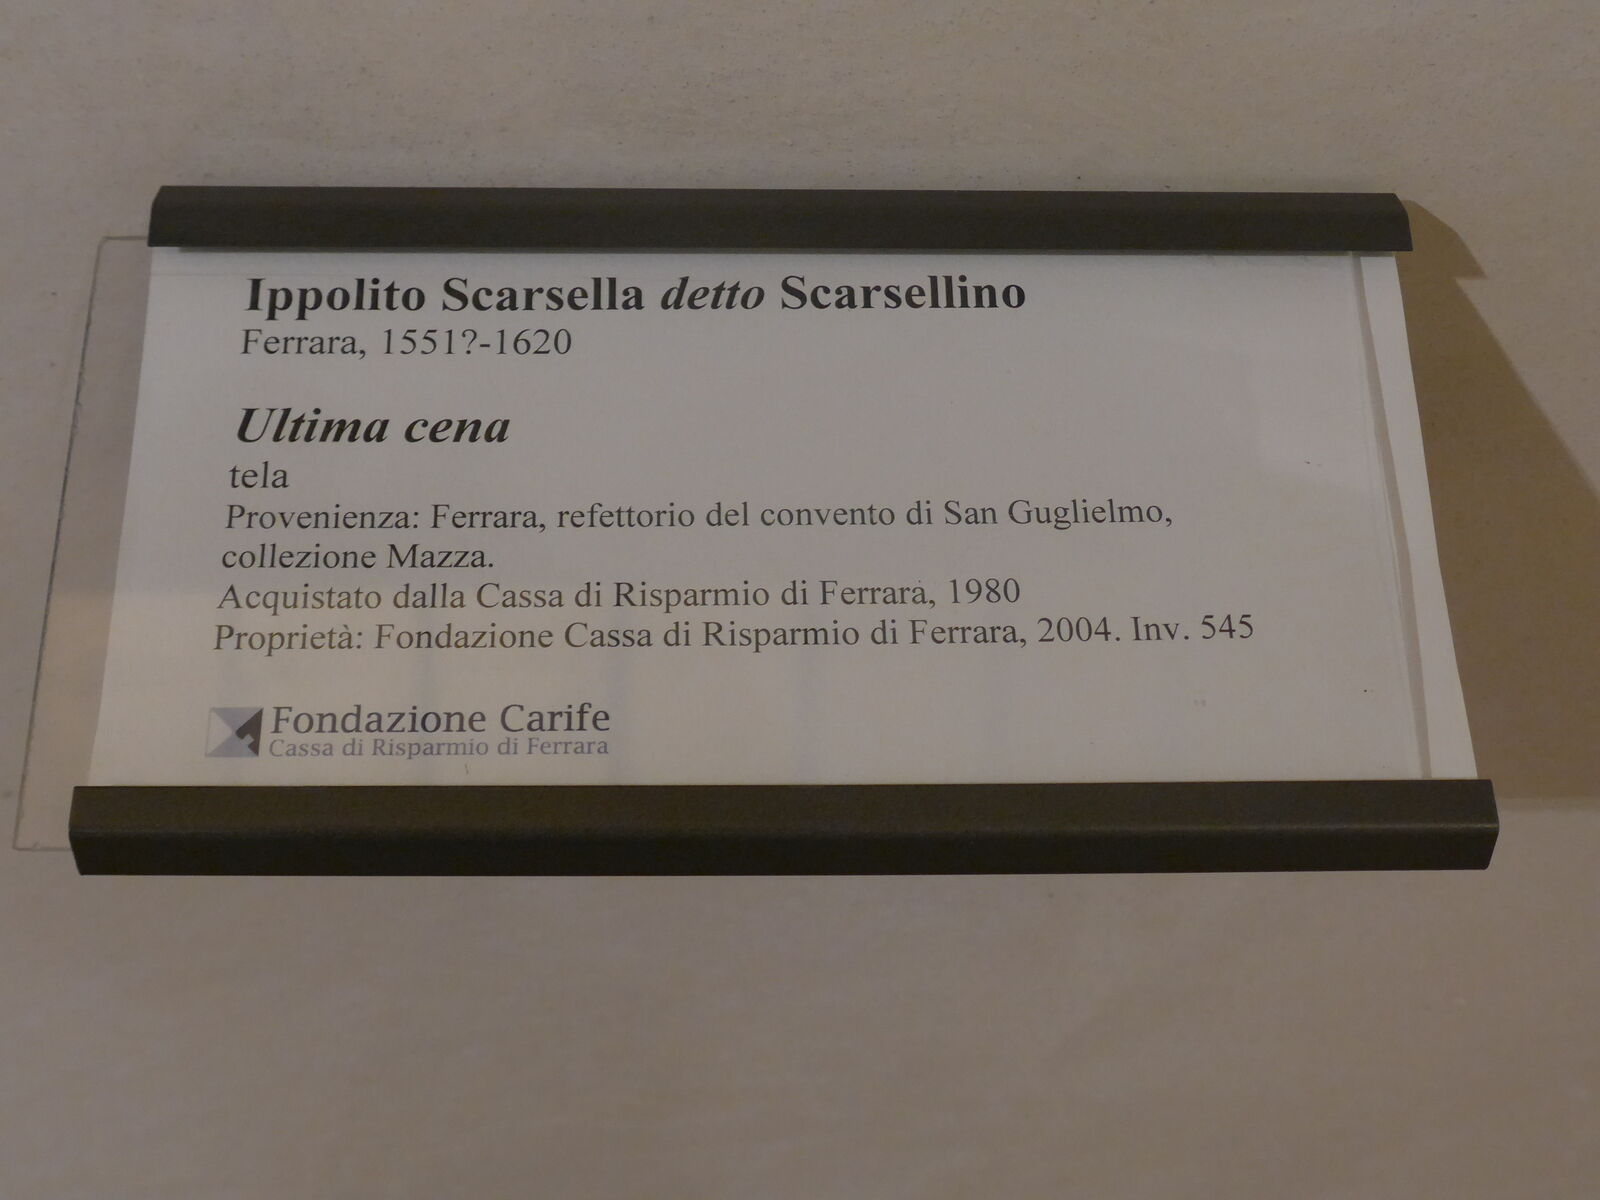 Ippolito Scarsella detto Scarsellino
Ferrara, 1551?-1620
Ultima cena
tela
Provenienza: Ferrara, refettorio del convento di San Guglielmo,
collezione Mazza.
Acquistato dalla Cassa di Risparmio di Ferrara, 1980
Proprietà: Fondazione Cassa di Risparmio di Ferrara, 2004. Inv. 545
Fondazione Carife
Cassa di Risparmio di Ferrara